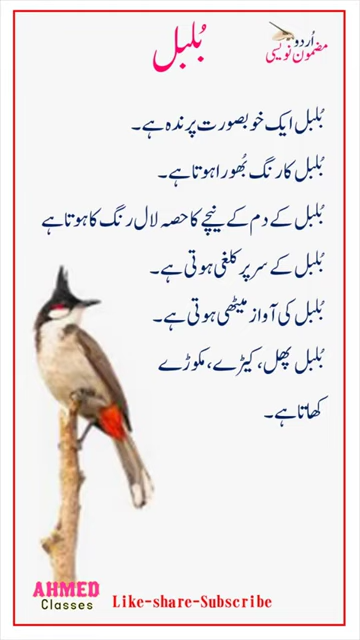 اُردو
مضمون نویسی
بُلبل
بُلبل ایک خوبصورت پرندہ ہے۔
بُلبل کا رنگ بُھورا ہوتا ہے۔
بُلبل کے دم کے نیچے کا حصہ لال رنگ کا ہوتا ہے
بُلبل کے سر پر کلغی ہوتی ہے۔
بُلبل کی آواز میٹھی ہوتی ہے۔
بُلبل پھل، کیڑے، مکوڑے
کھاتا ہے۔
AHMED
Classes
Like-share-Subscribe